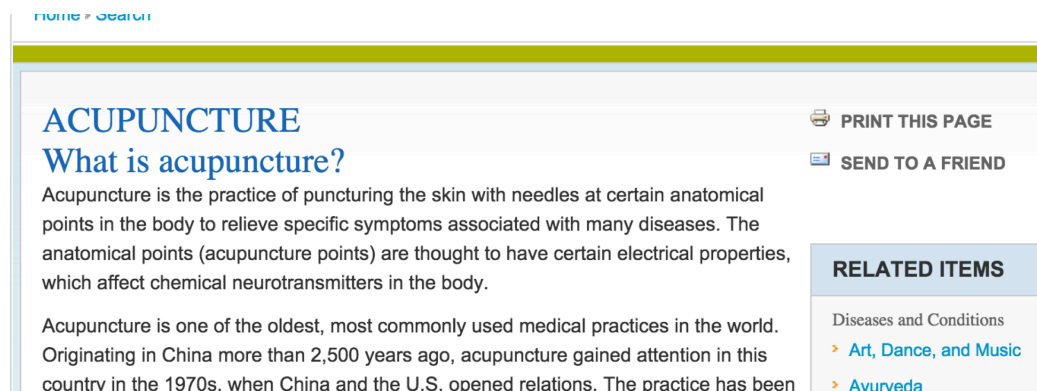 Home Search
ACUPUNCTURE
What is acupuncture?
Acupuncture is the practice of puncturing the skin with needles at certain anatomical
points in the body to relieve specific symptoms associated with many diseases. The
anatomical points (acupuncture points) are thought to have certain electrical properties,
which affect chemical neurotransmitters in the body.
Acupuncture is one of the oldest, most commonly used medical practices in the world.
Originating in China more than 2,500 years ago, acupuncture gained attention in this
country in the 1970s, when China and the U.S. opened relations. The practice has been
PRINT THIS PAGE
SEND TO A FRIEND
RELATED ITEMS
Diseases and Conditions
Art, Dance, and Music
Ayurveda